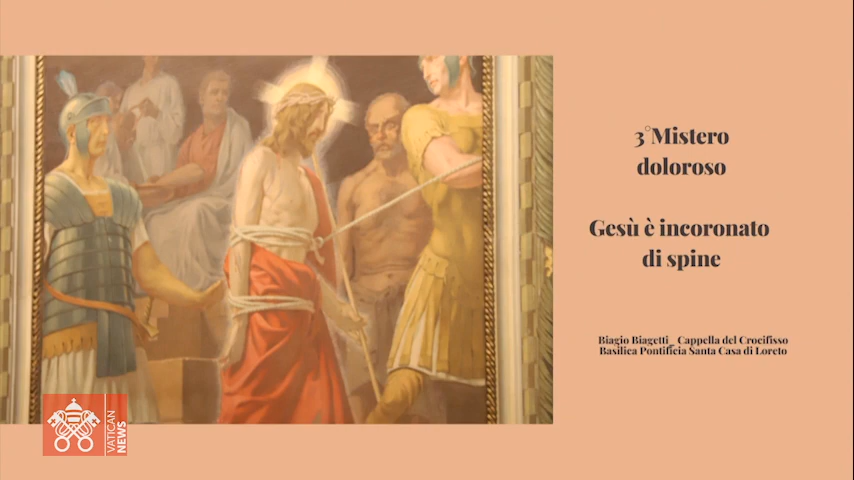 3°Mistero
doloroso
Gesù è incoronato
di spine
Biagio Biagetti_ Cappella del Crocifisso
Basilica Pontificia Santa Casa di Loreto
VATICAN
NEWS